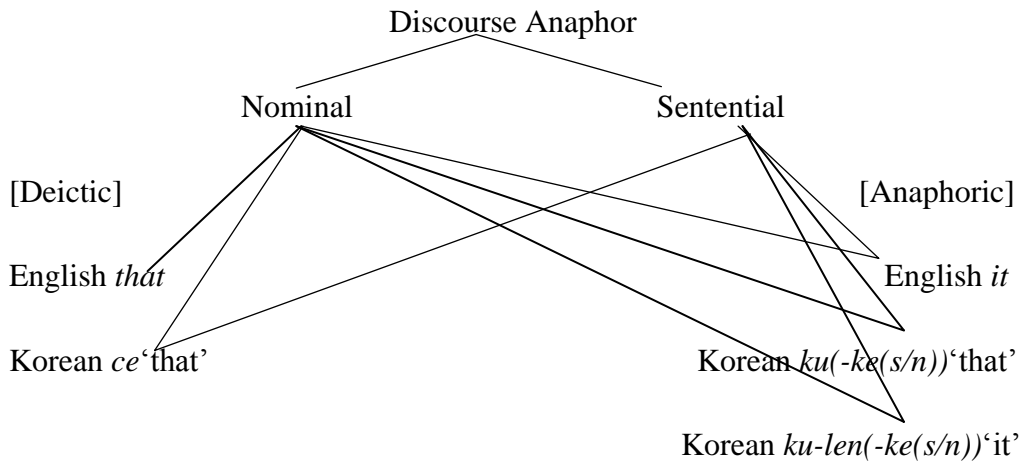 Discourse Anaphor
Nominal Sentential
[Deictic] [Anaphoric]
English that English it
Korean ce‘that’ Korean ku(-ke(s/n))‘that’
Korean ku-len(-ke(s/n))‘it’